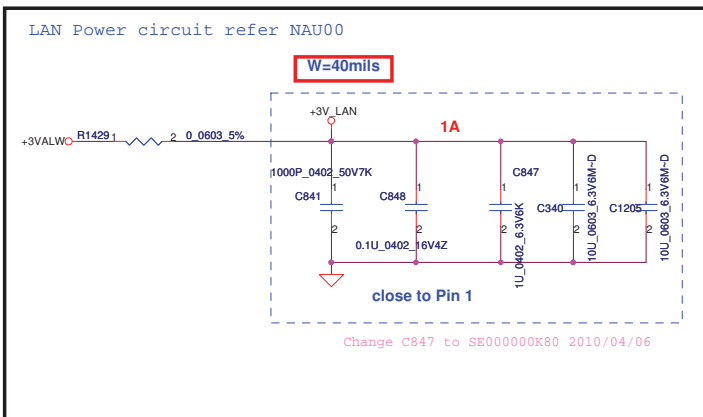 LAN Power circuit refer NAU00
W=40mils
+3V_LAN
1A
+3VALW
R1429
1
2
0_0603_5%
1000P_0402_50V7K
C841
1
2
C848
1
2
0.1U_0402_16V4Z
C847
1
2
1U_0402_6.3V6K
C340
1
2
10U_0603_6.3V6M~D
C1205
1
2
10U_0603_6.3V6M~D
close to Pin 1
Change C847 to SE000000K80 2010/04/06